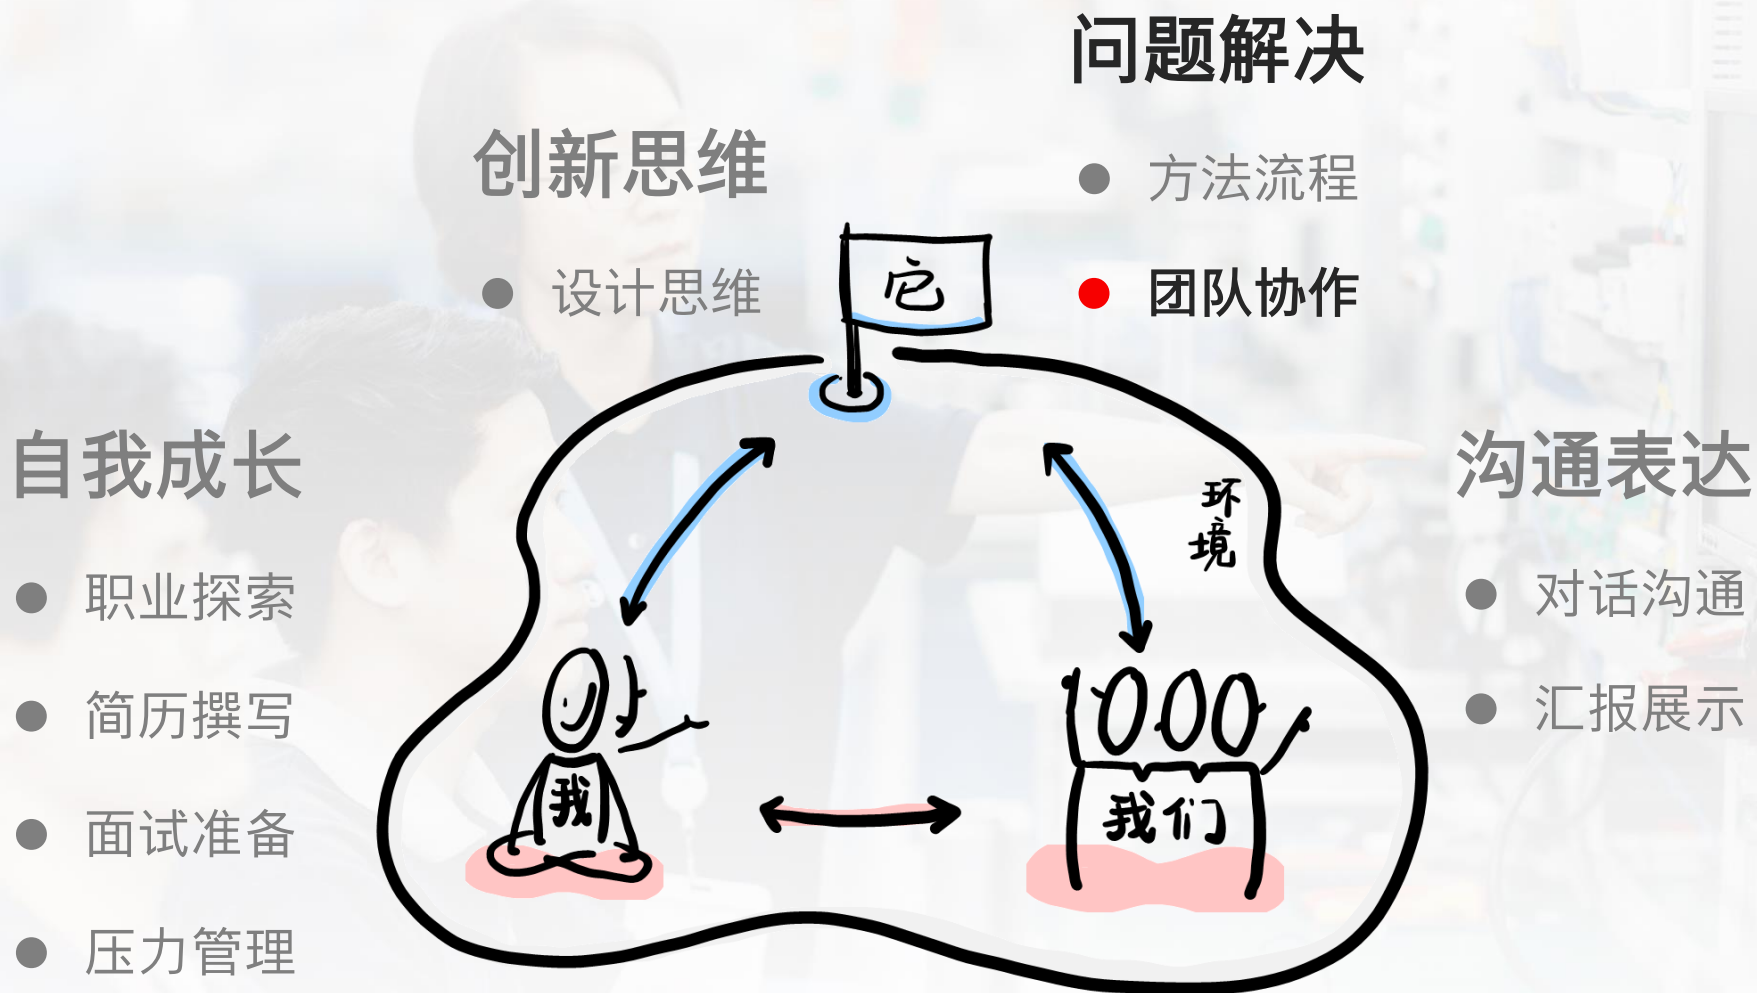 问题解决
方法流程
团队协作
创新思维
设计思维
它
自我成长
职业探索
简历撰写
面试准备
压力管理
沟通表达
对话沟通
汇报展示
环境
我
我们